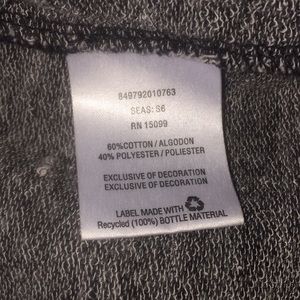 849792010763
SEAS: S6
RN 15099
60%COTTON / ALGODON
40% POLYESTER / POLIESTER
EXCLUSIVE OF DECORATION
EXCLUSIVE OF DECORATION
LABEL MADE WITH
Recycled (100%) BOTTLE MATERIAL